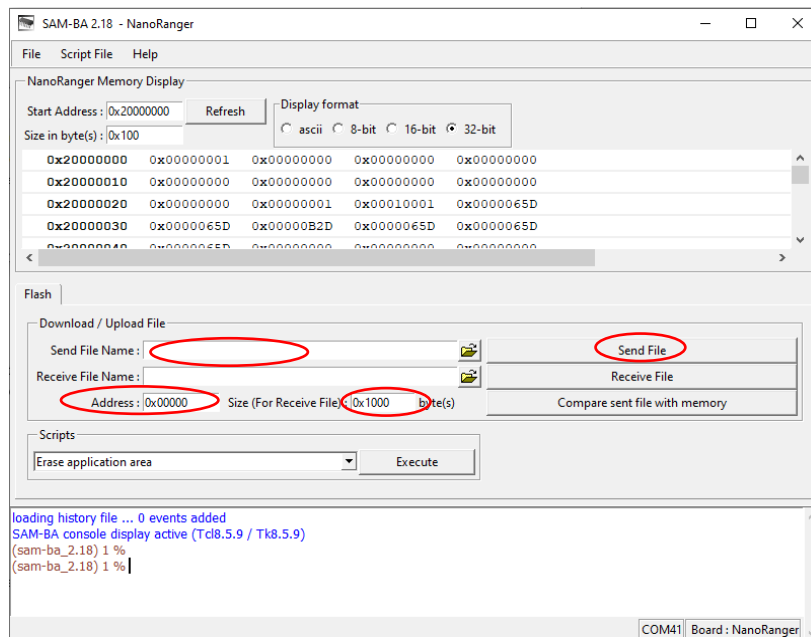 SAM-BA 2.18 - NanoRanger
File Script File Help
NanoRanger Memory Display
Start Address : 0x20000000 Refresh Display format
Size in byte(s) : 0x100 ascii 8-bit 16-bit 32-bit
0x20000000 0x00000001 0x00000000 0x00000000 0x00000000
0x20000010 0x00000000 0x00000000 0x00000000 0x00000000
0x20000020 0x00000000 0x00000001 0x00010001 0x0000065D
0x20000030 0x0000065D 0x00000B2D 0x0000065D 0x0000065D
0x20000040 0x0000065D 0x00000000 0x00000000 0x00000000
Flash
Download / Upload File
Send File Name : Send File
Receive File Name : Receive File
Address : 0x00000 Size (For Receive File) : 0x1000 byte(s) Compare sent file with memory
Scripts
Erase application area Execute
loading history file ... 0 events added
SAM-BA console display active (Tcl8.5.9 / Tk8.5.9)
(sam-ba_2.18) 1 %
(sam-ba_2.18) 1 %
COM41 Board : NanoRanger